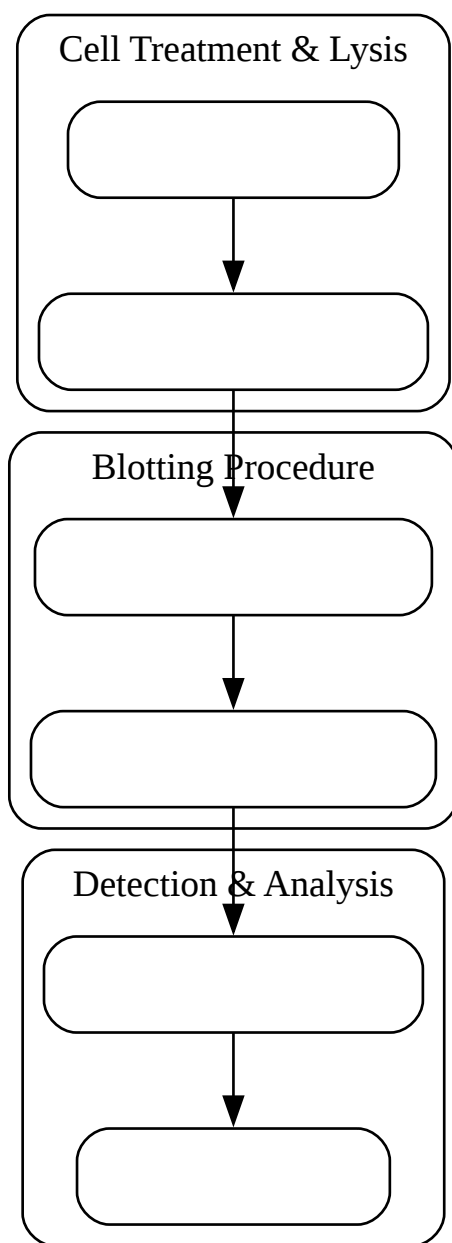 Cell Treatment & Lysis
Blotting Procedure
Detection & Analysis